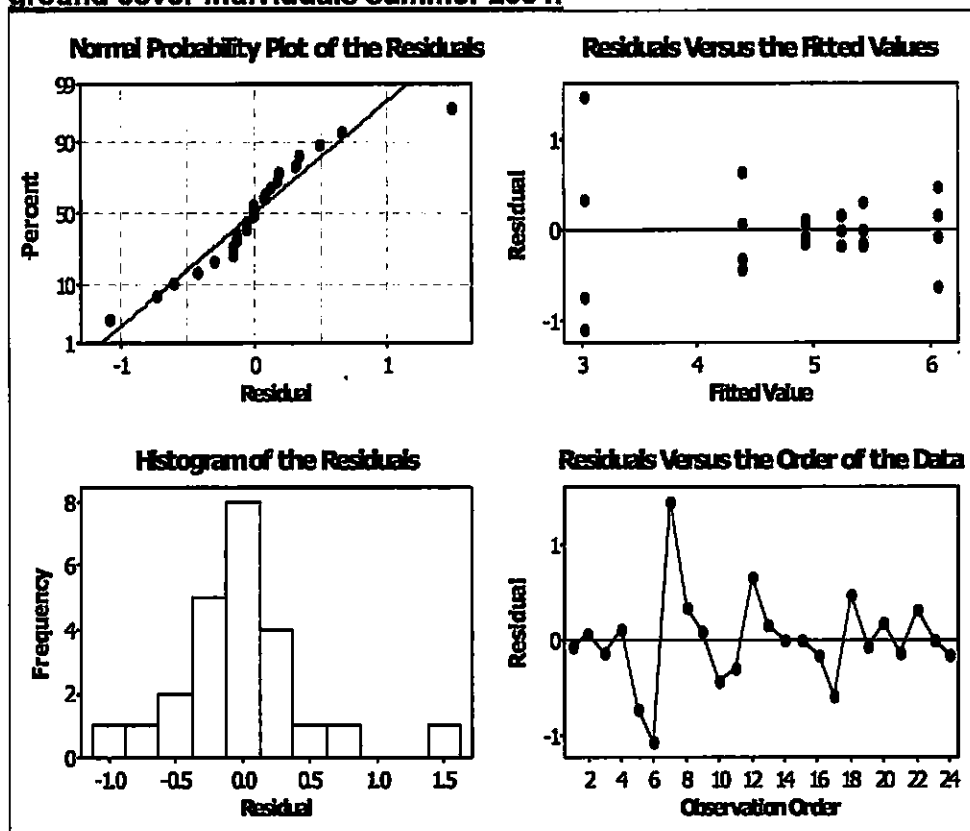 ground cover individuals summer 2004.
Normal Probability Plot of the Residuals
99
90
50
10
1
Percent
-1 0 1
Residual
Residuals Versus the Fitted Values
1
0
-1
Residual
3 4 5 6
Fitted Value
Histogram of the Residuals
8
6
4
2
0
Frequency
-1.0 -0.5 0.0 0.5 1.0 1.5
Residual
Residuals Versus the Order of the Data
1
0
-1
Residual
2 4 6 8 10 12 14 16 18 20 22 24
Observation Order